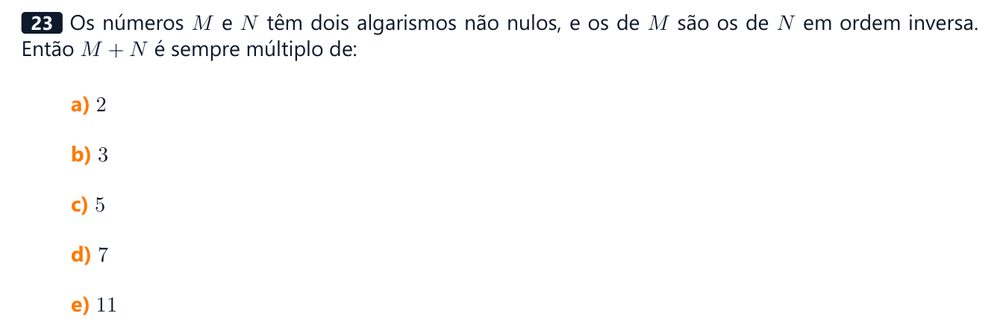 23 Os números M e N têm dois algarismos não nulos, e os de M são os de N em ordem inversa.
Então M + N é sempre múltiplo de:
a) 2
b) 3
c) 5
d) 7
e) 11